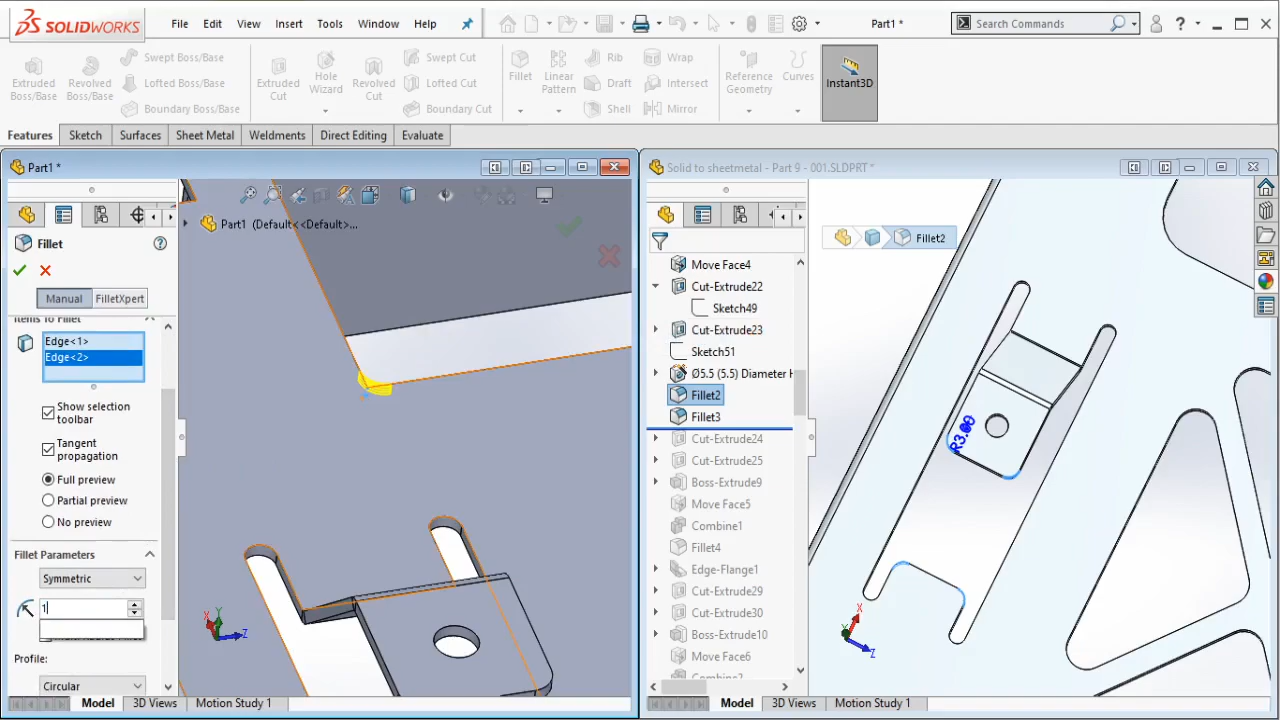 SOLIDWORKS File Edit View Insert Tools Window Help Part1 * Search Commands ?
Extruded Boss/Base Revolved Boss/Base Swept Boss/Base Lofted Boss/Base Boundary Boss/Base Extruded Cut Hole Wizard Revolved Cut Swept Cut Lofted Cut Boundary Cut Fillet Linear Pattern Rib Draft Shell Wrap Intersect Mirror Reference Geometry Curves Instant3D
Features Sketch Surfaces Sheet Metal Weldments Direct Editing Evaluate
Part1 *
Part1 (Default<<Default>...
Fillet
Manual FilletXpert
Items To Fillet
Edge<1>
Edge<2>
Show selection
toolbar
Tangent
propagation
Full preview
Partial preview
No preview
Fillet Parameters
Symmetric
1
Profile:
Circular
X Y Z
Model 3D Views Motion Study 1
Solid to sheetmetal - Part 9 - 001.SLDPRT *
Fillet2
Move Face4
Cut-Extrude22
Sketch49
Cut-Extrude23
Sketch51
Ø5.5 (5.5) Diameter H
Fillet2
Fillet3
Cut-Extrude24
Cut-Extrude25
Boss-Extrude9
Move Face5
Combine1
Fillet4
Edge-Flange1
Cut-Extrude29
Cut-Extrude30
Boss-Extrude10
Move Face6
Combine2
R3.00
X Y Z
Model 3D Views Motion Study 1